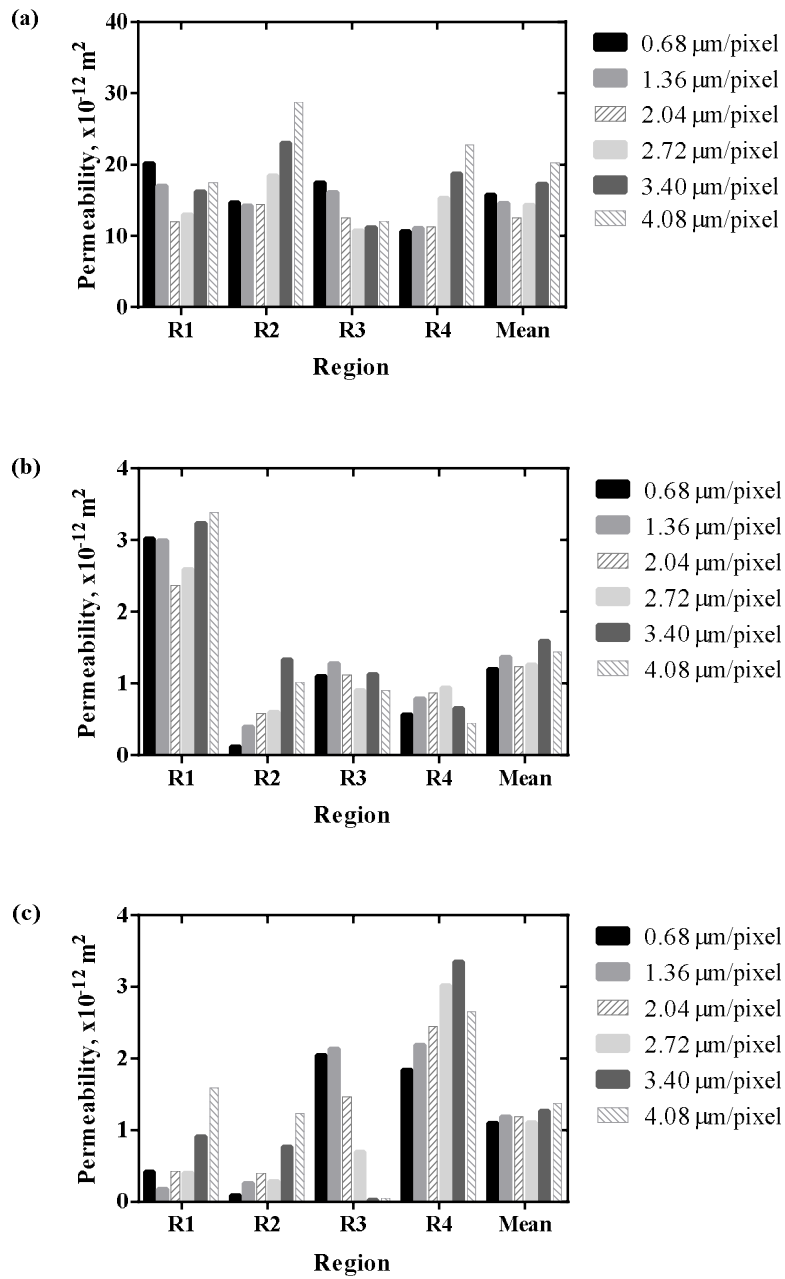 (a)
40
30
20
10
0
Permeability, x10⁻¹² m²
R1 R2 R3 R4 Mean
Region
0.68 µm/pixel
1.36 µm/pixel
2.04 µm/pixel
2.72 µm/pixel
3.40 µm/pixel
4.08 µm/pixel
(b)
4
3
2
1
0
Permeability, x10⁻¹² m²
R1 R2 R3 R4 Mean
Region
0.68 µm/pixel
1.36 µm/pixel
2.04 µm/pixel
2.72 µm/pixel
3.40 µm/pixel
4.08 µm/pixel
(c)
4
3
2
1
0
Permeability, x10⁻¹² m²
R1 R2 R3 R4 Mean
Region
0.68 µm/pixel
1.36 µm/pixel
2.04 µm/pixel
2.72 µm/pixel
3.40 µm/pixel
4.08 µm/pixel